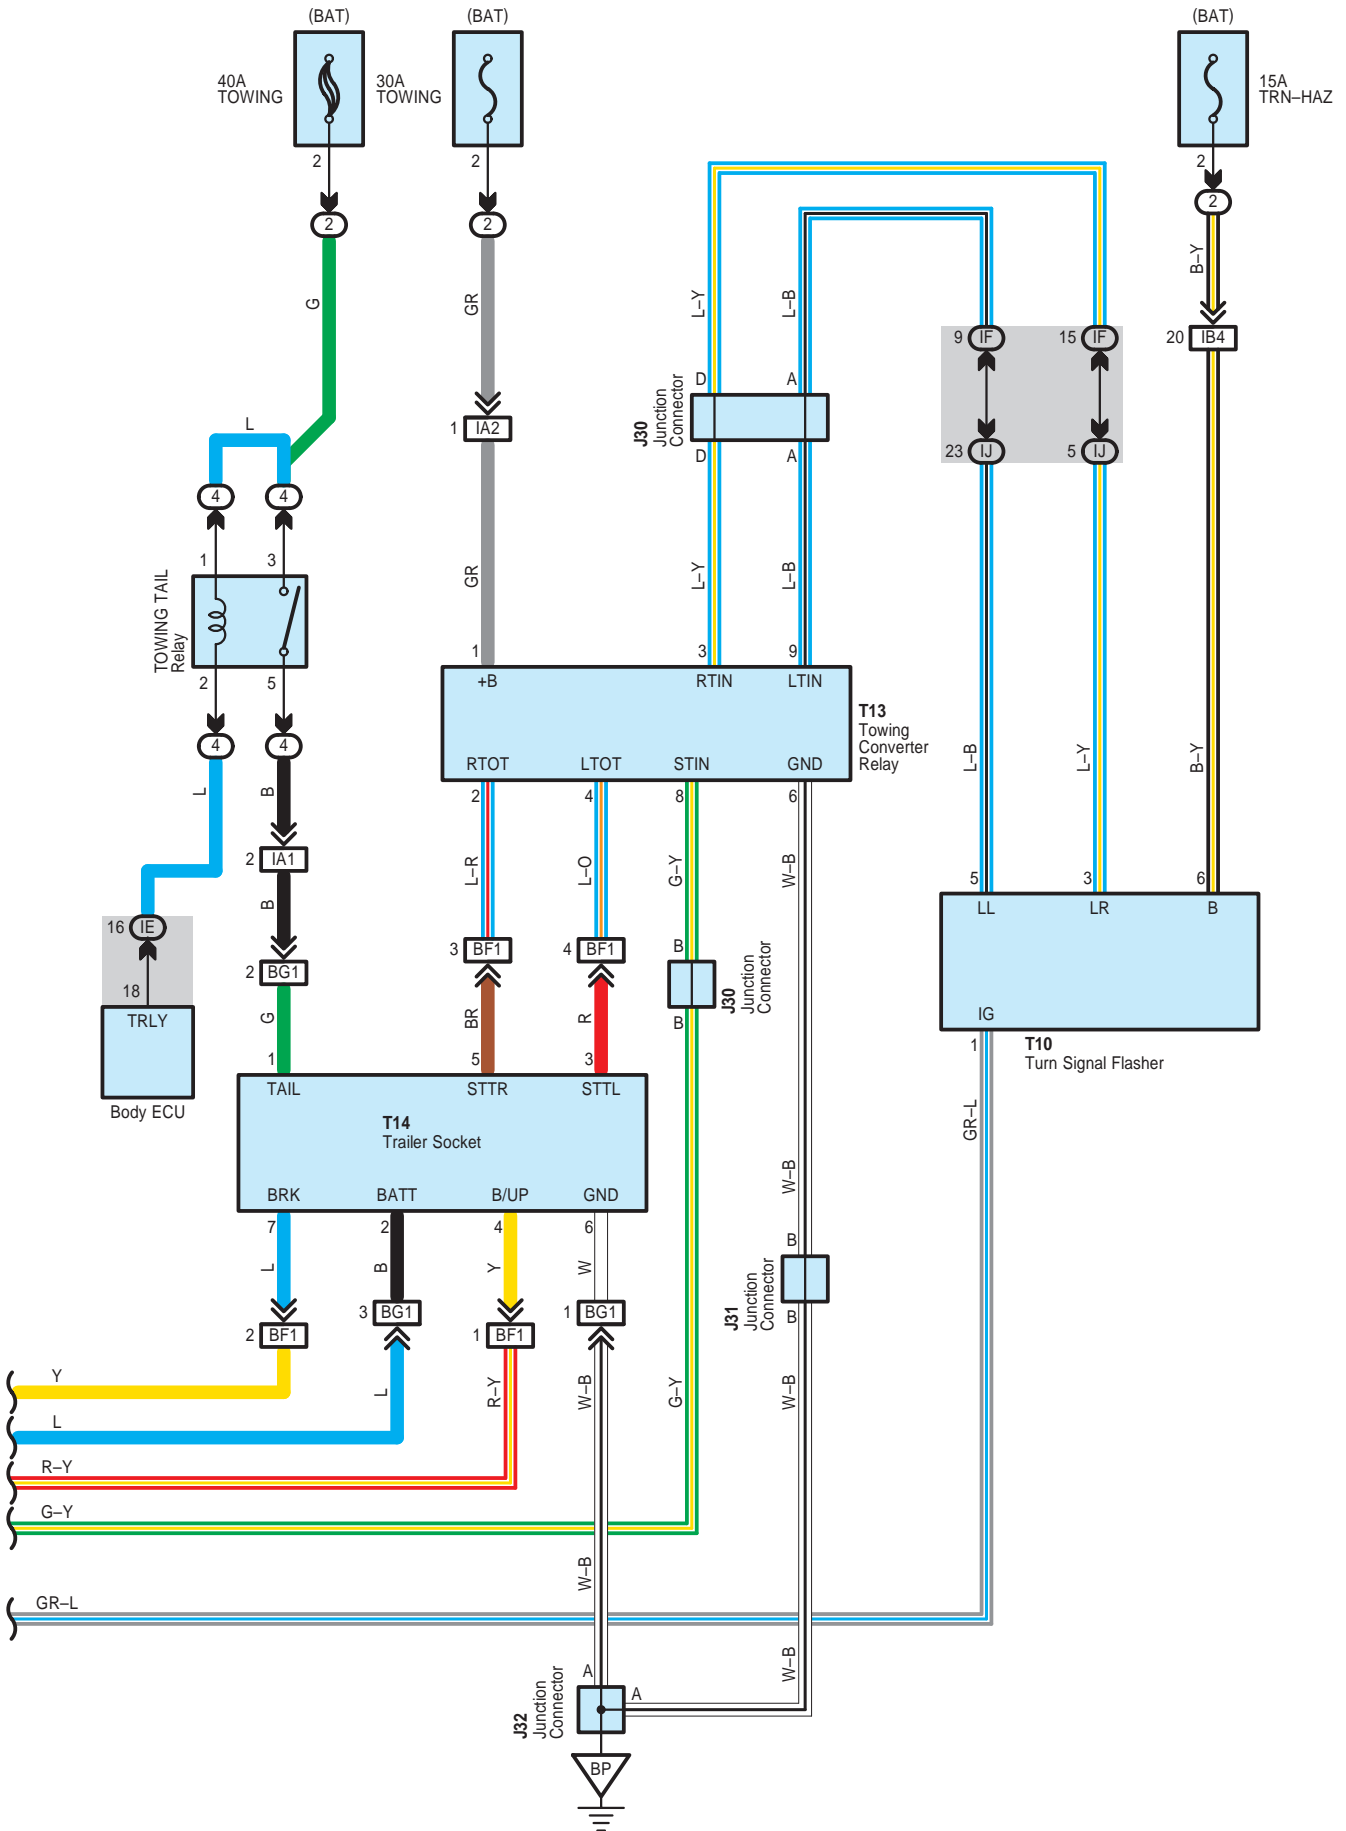 (BAT)
(BAT)
(BAT)
40A
TOWING
30A
TOWING
15A
TRN–HAZ
2
2
2
2
2
2
G
GR
L–Y
L–B
B–Y
9
IF
15
IF
20
IB4
D
A
J30
Junction
Connector
1
IA2
L
D
A
23
IJ
5
IJ
4
4
1
3
GR
L–Y
L–B
TOWING TAIL
Relay
2
5
1
3
9
+B
RTIN
LTIN
T13
Towing
Converter
Relay
4
4
RTOT
LTOT
STIN
GND
L–B
L–Y
B–Y
L
B
2
4
8
6
2
IA1
L–R
L–O
G–Y
W–B
5
3
6
LL
LR
B
16
IE
B
3
BF1
4
BF1
B
2
BG1
J30
Junction
Connector
18
TRLY
G
BR
R
B
IG
1
5
3
1
T10
Turn Signal Flasher
TAIL
STTR
STTL
Body ECU
T14
Trailer Socket
GR–L
W–B
BRK
BATT
B/UP
GND
7
2
4
6
B
L
B
Y
W
J31
Junction
Connector
2
BF1
3
BG1
1
BF1
1
BG1
B
Y
L
R–Y
W–B
G–Y
W–B
L
R–Y
G–Y
W–B
GR–L
W–B
A
A
J32
Junction
Connector
BP